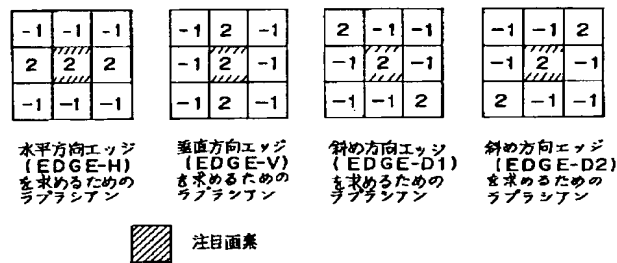 -1 -1 -1
2 2 2
-1 -1 -1
-1 2 -1
-1 2 -1
-1 2 -1
2 -1 -1
-1 2 -1
-1 -1 2
-1 -1 2
-1 2 -1
2 -1 -1
水平方向エッジ
(EDGE-H)
を求めるための
ラプラシアン
垂直方向エッジ
(EDGE-V)
を求めるための
ラプラシアン
斜め方向エッジ
(EDGE-D1)
を求めるための
ラプラシアン
斜め方向エッジ
(EDGE-D2)
を求めるための
ラプラシアン
注目画素